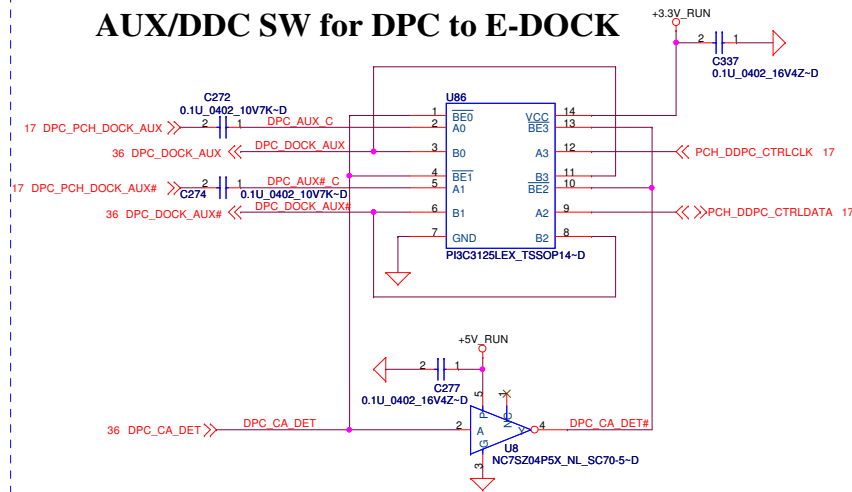 AUX/DDC SW for DPC to E-DOCK
+3.3V_RUN
2 1
C337
0.1U_0402_16V4Z~D
C272
0.1U_0402_10V7K~D
U86
17 DPC_PCH_DOCK_AUX 2 1 DPC_AUX_C
36 DPC_DOCK_AUX DPC_DOCK_AUX
17 DPC_PCH_DOCK_AUX# 2 1 DPC_AUX#_C
C274 0.1U_0402_10V7K~D
36 DPC_DOCK_AUX# DPC_DOCK_AUX#
1 BE0 VCC 14
2 A0 BE3 13
3 B0 A3 12
4 BE1 B3 11
5 A1 BE2 10
6 B1 A2 9
7 GND B2 8
PCH_DDPC_CTRLCLK 17
PCH_DDPC_CTRLDATA 17
PI3C3125LEX_TSSOP14~D
+5V_RUN
2 1
C277
0.1U_0402_16V4Z~D
36 DPC_CA_DET DPC_CA_DET
5 1
P NC
2 A Y 4 DPC_CA_DET#
G
3
U8
NC7SZ04P5X_NL_SC70-5~D